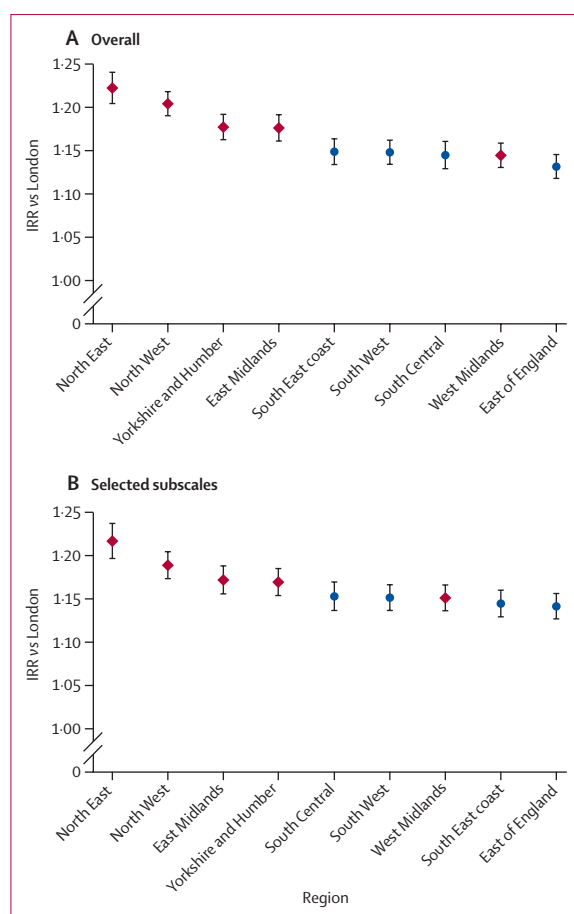 A Overall
1·25
1·20
1·15
1·10
1·05
1·00
0
IRR vs London
North East
North West
Yorkshire and Humber
East Midlands
South East coast
South West
South Central
West Midlands
East of England
B Selected subscales
1·25
1·20
1·15
1·10
1·05
1·00
0
IRR vs London
North East
North West
East Midlands
Yorkshire and Humber
South Central
South West
West Midlands
South East coast
East of England
Region